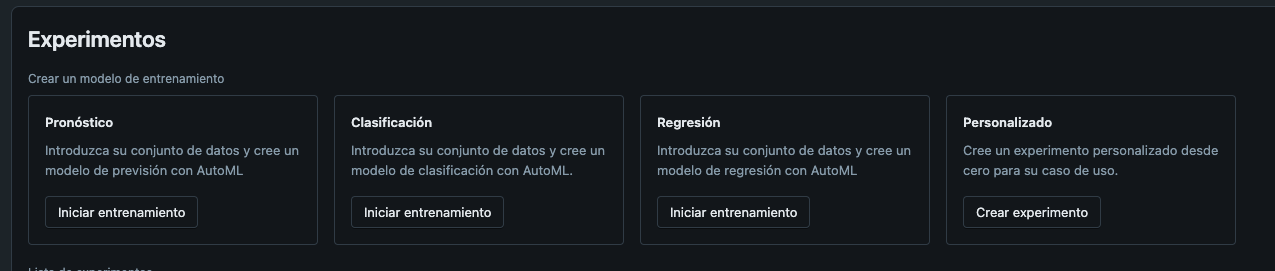 Experimentos
Crear un modelo de entrenamiento
Pronóstico
Introduzca su conjunto de datos y cree un
modelo de previsión con AutoML
Iniciar entrenamiento
Clasificación
Introduzca su conjunto de datos y cree un
modelo de clasificación con AutoML.
Iniciar entrenamiento
Regresión
Introduzca su conjunto de datos y cree un
modelo de regresión con AutoML
Iniciar entrenamiento
Personalizado
Cree un experimento personalizado desde
cero para su caso de uso.
Crear experimento